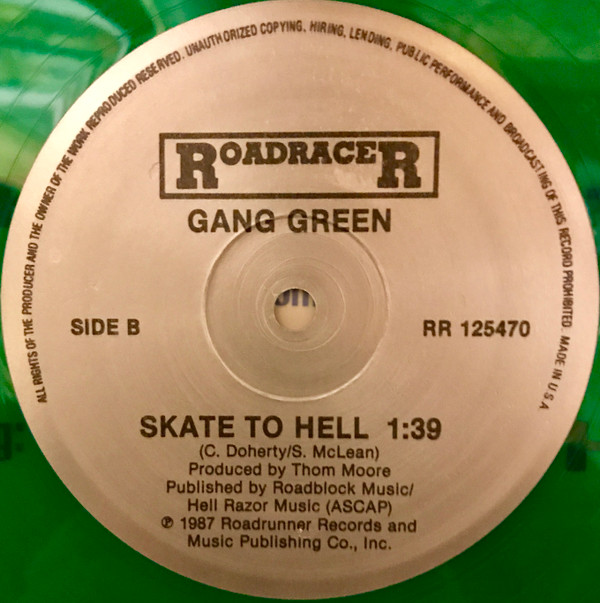 ALL RIGHTS OF THE PRODUCER AND THE OWNER OF THE WORK REPRODUCED RESERVED. UNAUTHORIZED COPYING, HIRING, LENDING, PUBLIC PERFORMANCE AND BROADCASTING OF THIS RECORD PROHIBITED. MADE IN U S A
ROADRACER
GANG GREEN
SIDE B
RR 125470
SKATE TO HELL 1:39
(C. Doherty/S. McLean)
Produced by Thom Moore
Published by Roadblock Music/
Hell Razor Music (ASCAP)
℗ 1987 Roadrunner Records and
Music Publishing Co., Inc.